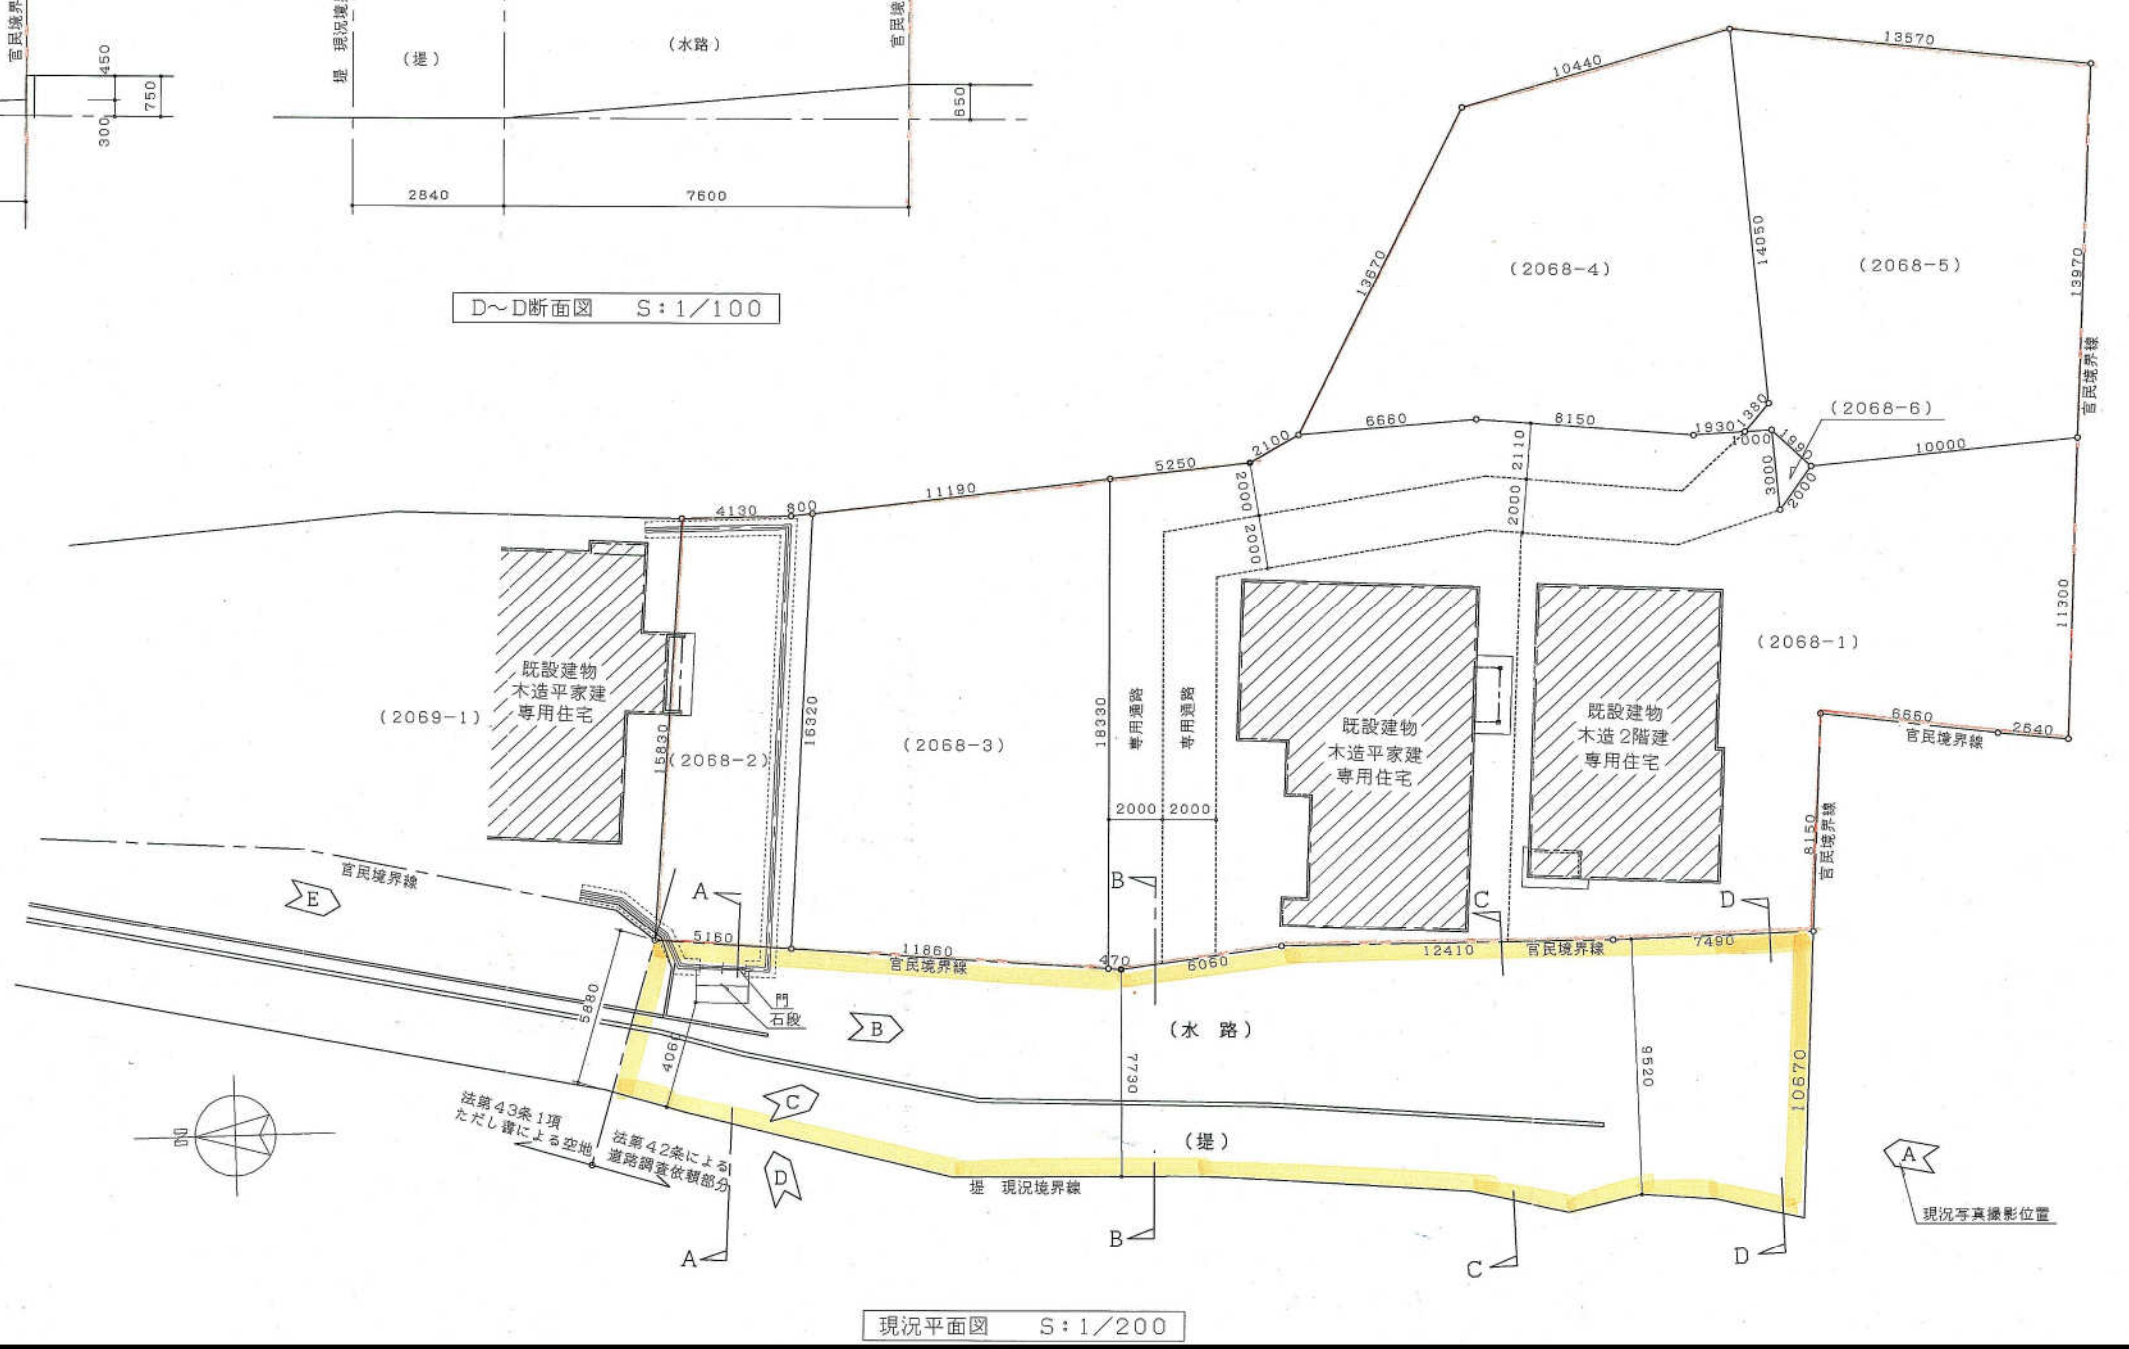 官民境界
450
750
300
堤 現況境
(堤)
(水路)
官民境
650
2840
7600
D～D断面図 S:1/100
13570
10440
13670
(2068-4)
14050
(2068-5)
13970
官民境界線
(2068-6)
6660
8150
1930
1380
1000
1990
10000
2100
2110
3000
2000
5250
2000
2000
2000
11190
800
4130
11300
(2068-1)
(2069-1)
既設建物
木造平家建
専用住宅
15830
(2068-2)
16320
(2068-3)
18330
専用通路
専用通路
2000
2000
既設建物
木造平家建
専用住宅
既設建物
木造2階建
専用住宅
6660
2540
官民境界線
8150
官民境界線
官民境界線
E
A
B
C
D
5160
11860
官民境界線
470
6060
12410
官民境界線
7490
門
石段
5880
4060
B
(水 路)
7730
9520
10670
C
(堤)
法第43条1項
ただし書による空地
法第42条による
道路調査依頼部分
D
堤 現況境界線
A
現況写真撮影位置
A
B
C
D
現況平面図 S:1/200